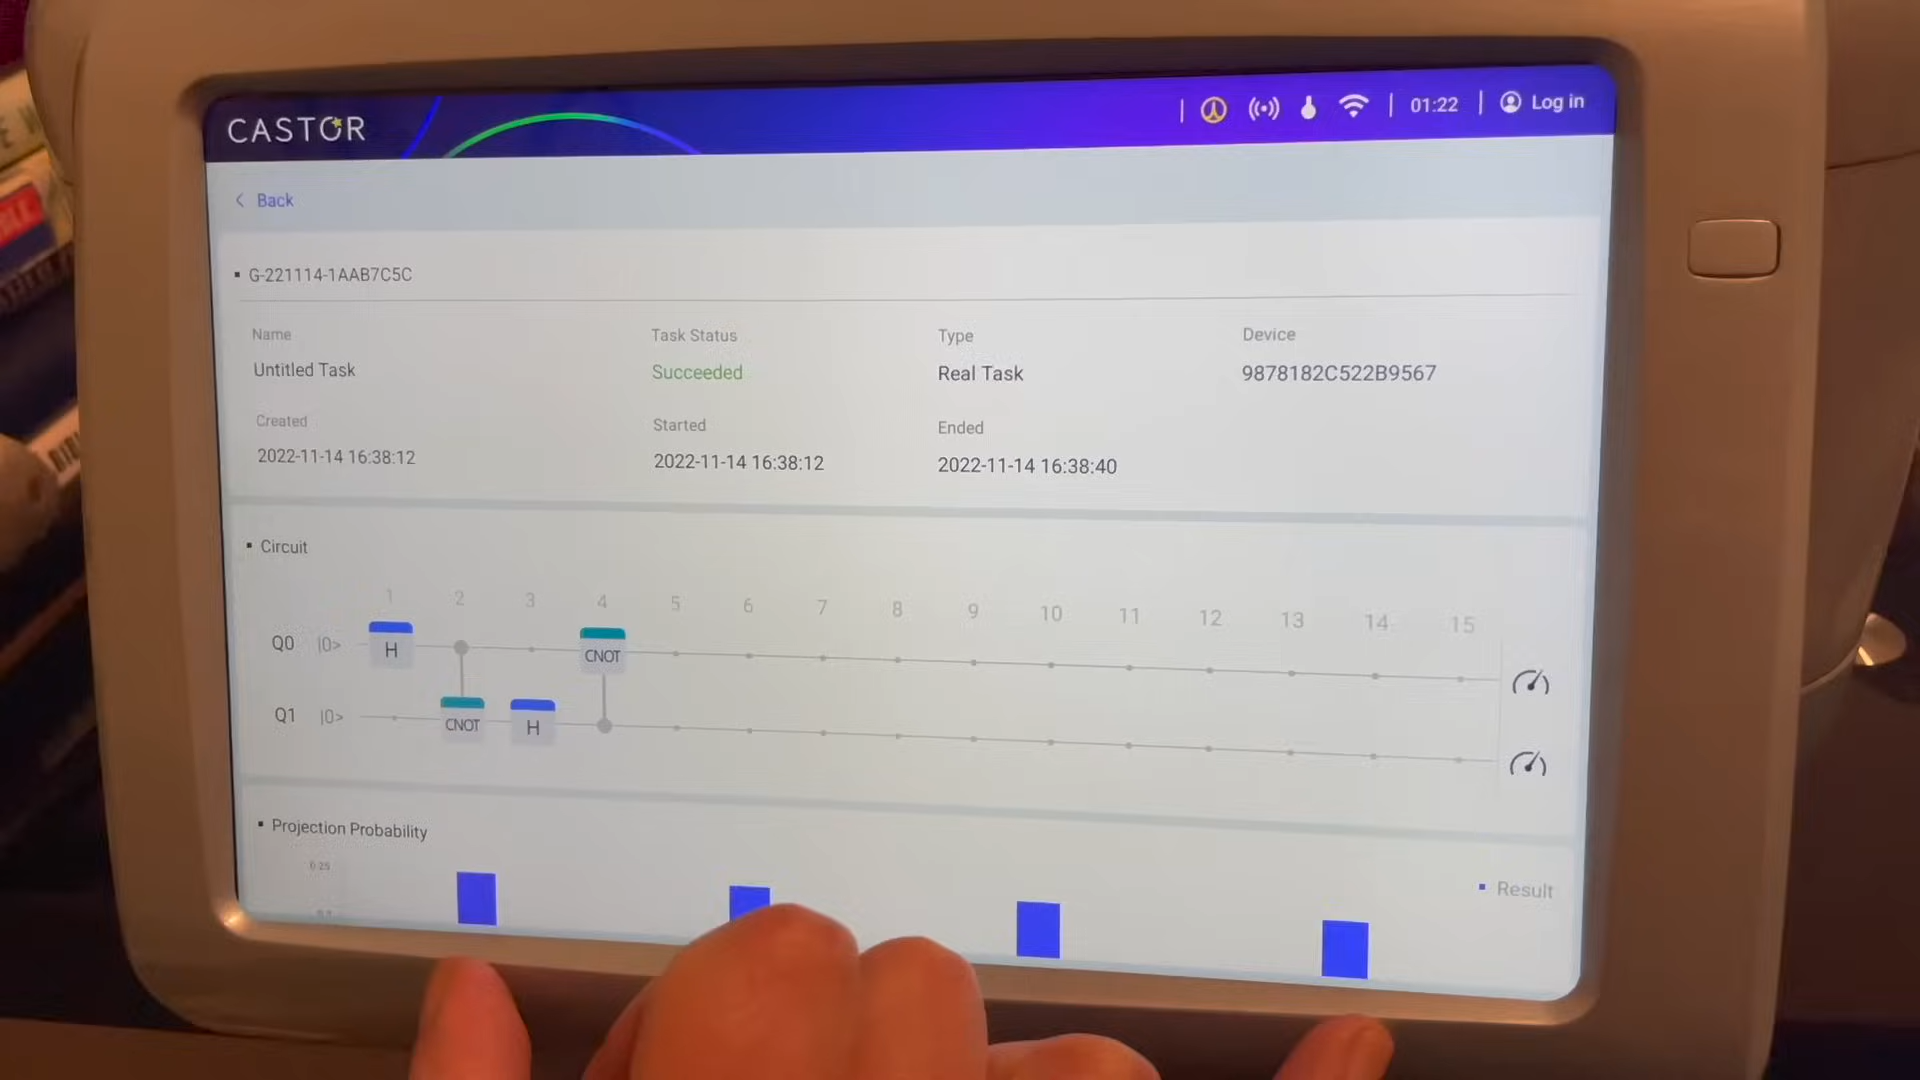 CASTOR
01:22
Log in
Back
G-221114-1AAB7C5C
Name
Task Status
Type
Device
Untitled Task
Succeeded
Real Task
9878182C522B9567
Created
Started
Ended
2022-11-14 16:38:12
2022-11-14 16:38:12
2022-11-14 16:38:40
Circuit
1 2 3 4 5 6 7 8 9 10 11 12 13 14 15
Q0 |0> H CNOT
Q1 |0> CNOT H
Projection Probability
0.25
Result